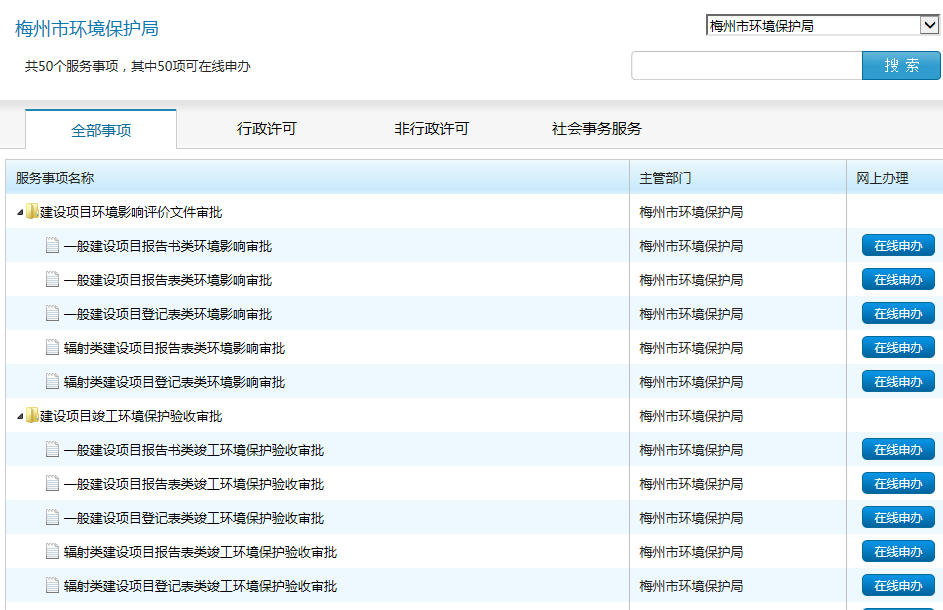 梅州市环境保护局
梅州市环境保护局
共50个服务事项，其中50项可在线申办
搜 索
全部事项 行政许可 非行政许可 社会事务服务
服务事项名称 主管部门 网上办理
建设项目环境影响评价文件审批 梅州市环境保护局
一般建设项目报告书类环境影响审批 梅州市环境保护局 在线申办
一般建设项目报告表类环境影响审批 梅州市环境保护局 在线申办
一般建设项目登记表类环境影响审批 梅州市环境保护局 在线申办
辐射类建设项目报告表类环境影响审批 梅州市环境保护局 在线申办
辐射类建设项目登记表类环境影响审批 梅州市环境保护局 在线申办
建设项目竣工环境保护验收审批 梅州市环境保护局
一般建设项目报告书类竣工环境保护验收审批 梅州市环境保护局 在线申办
一般建设项目报告表类竣工环境保护验收审批 梅州市环境保护局 在线申办
一般建设项目登记表类竣工环境保护验收审批 梅州市环境保护局 在线申办
辐射类建设项目报告表类竣工环境保护验收审批 梅州市环境保护局 在线申办
辐射类建设项目登记表类竣工环境保护验收审批 梅州市环境保护局 在线申办